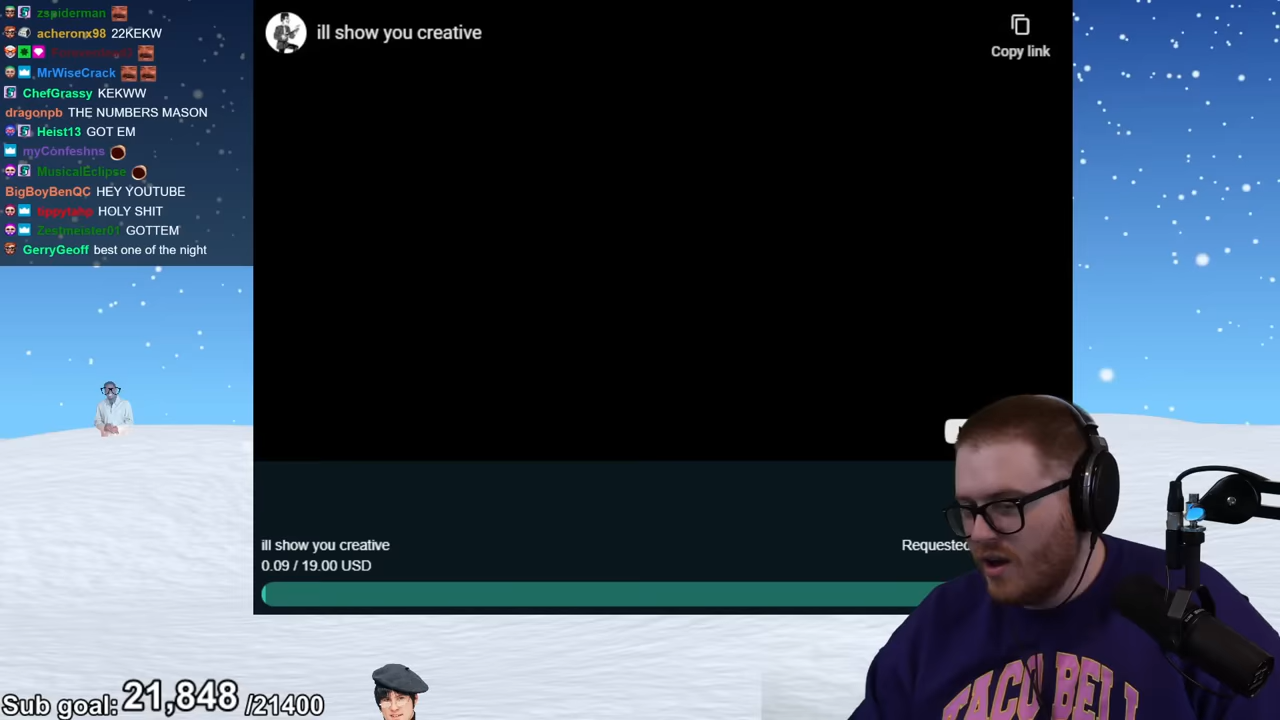 zspiderman
acheronx98 22KEKW
MrWiseCrack
ChefGrassy KEKWW
dragonpb THE NUMBERS MASON
Heist13 GOT EM
myConfeshns
MusicalEclipse
BigBoyBenQC HEY YOUTUBE
tippytahp HOLY SHIT
Zestmeister01 GOTTEM
GerryGeoff best one of the night
ill show you creative
Copy link
ill show you creative
0.09 / 19.00 USD
Requested
TACO BELL
Sub goal: 21,848 /21400